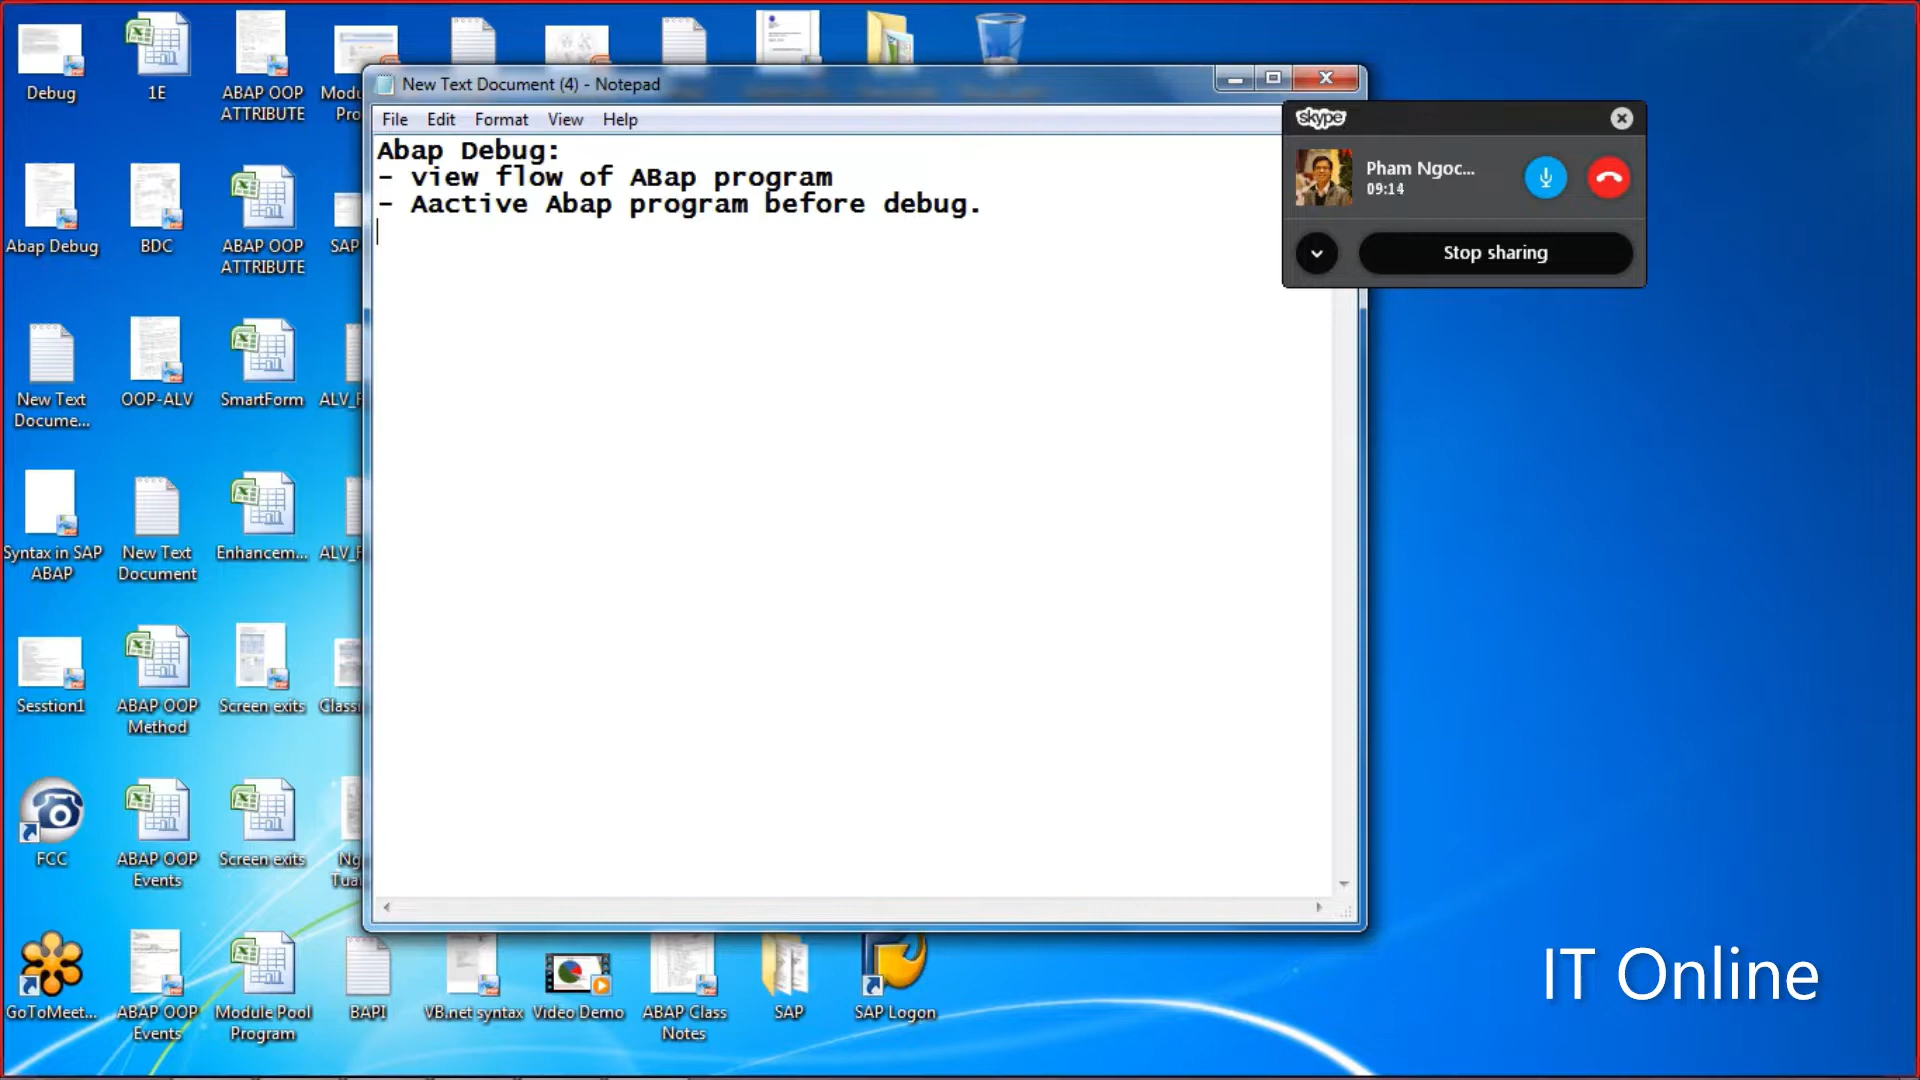 New Text Document (4) - Notepad
File Edit Format View Help
Abap Debug:
- view flow of ABap program
- Aactive Abap program before debug.
skype
Pham Ngoc...
09:14
Stop sharing
Debug
1E
ABAP OOP
ATTRIBUTE
Abap Debug
BDC
ABAP OOP
ATTRIBUTE
SAP
New Text
Docume...
OOP-ALV
SmartForm
Syntax in SAP
ABAP
New Text
Document
Enhancem...
Sesstion1
ABAP OOP
Method
Screen exits
FCC
ABAP OOP
Events
Screen exits
GoToMeet...
ABAP OOP
Events
Module Pool
Program
BAPI
VB.net syntax
Video Demo
ABAP Class
Notes
SAP
SAP Logon
IT Online